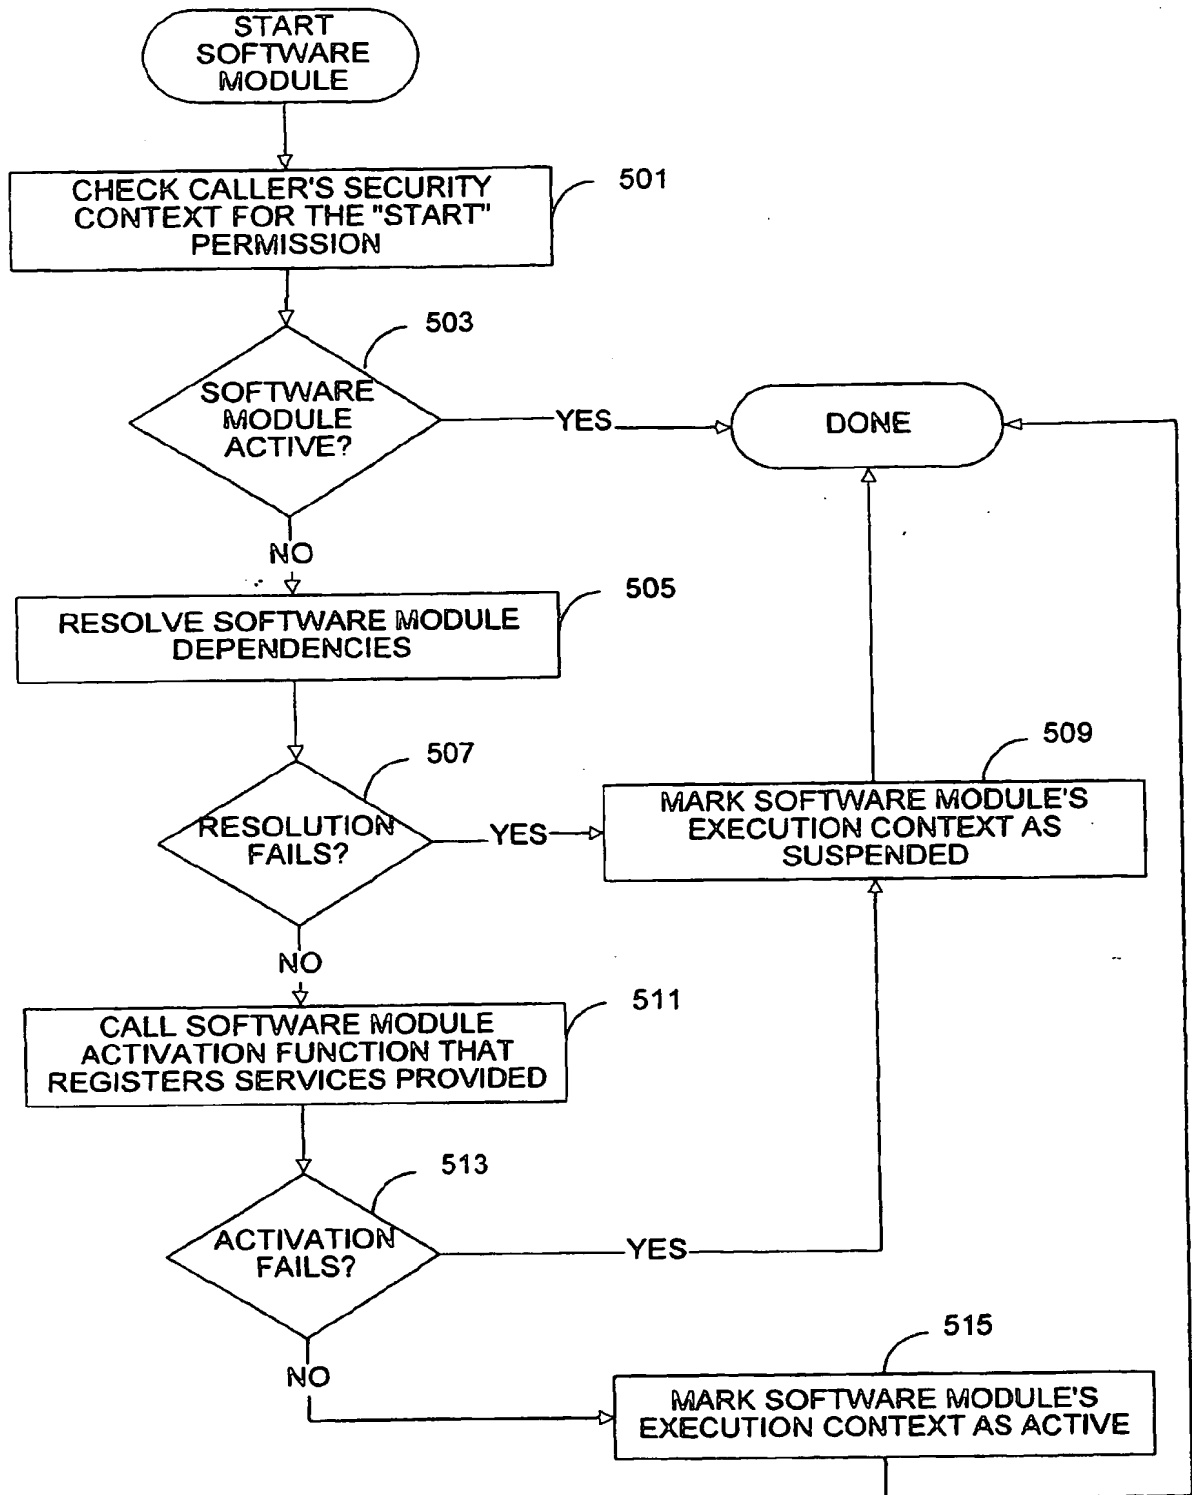 START
SOFTWARE
MODULE
CHECK CALLER'S SECURITY
CONTEXT FOR THE "START"
PERMISSION
501
503
SOFTWARE
MODULE
ACTIVE?
YES
DONE
NO
505
RESOLVE SOFTWARE MODULE
DEPENDENCIES
507
RESOLUTION
FAILS?
YES
509
MARK SOFTWARE MODULE'S
EXECUTION CONTEXT AS
SUSPENDED
NO
511
CALL SOFTWARE MODULE
ACTIVATION FUNCTION THAT
REGISTERS SERVICES PROVIDED
513
ACTIVATION
FAILS?
YES
NO
515
MARK SOFTWARE MODULE'S
EXECUTION CONTEXT AS ACTIVE